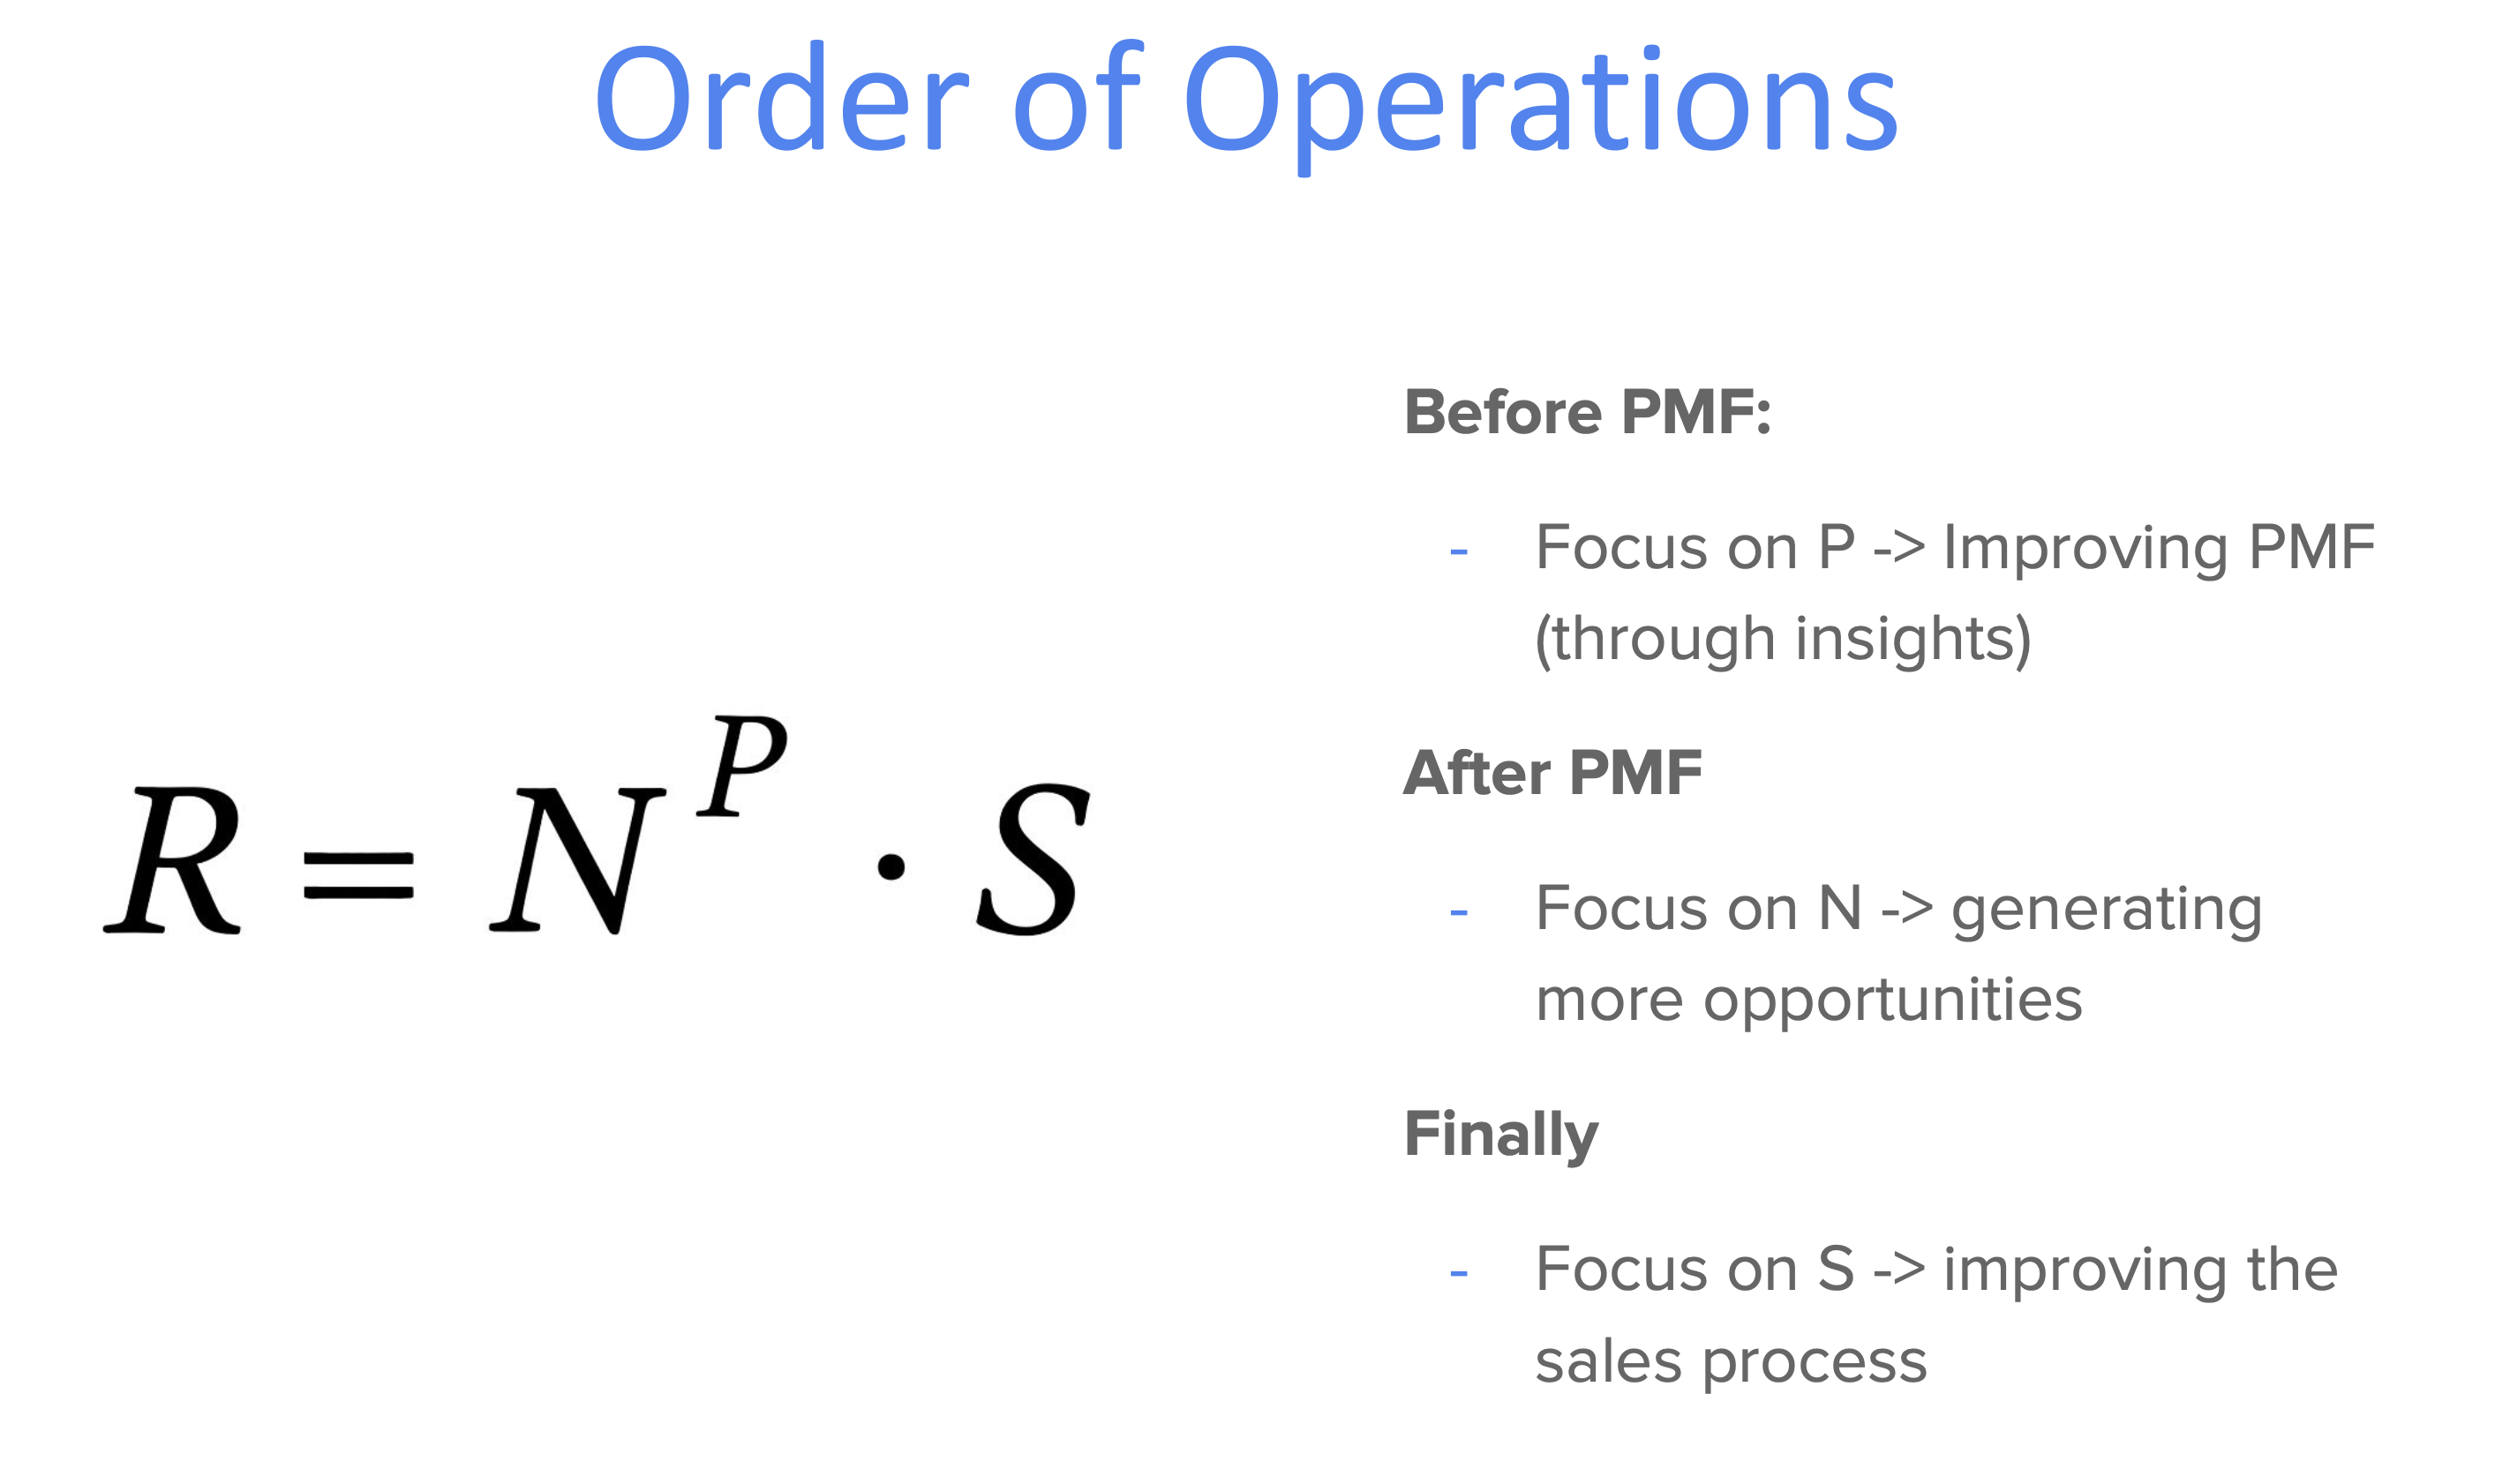 Order of Operations
R = N^P · S
Before PMF:
- Focus on P -> Improving PMF
(through insights)
After PMF
- Focus on N -> generating
more opportunities
Finally
- Focus on S -> improving the
sales process